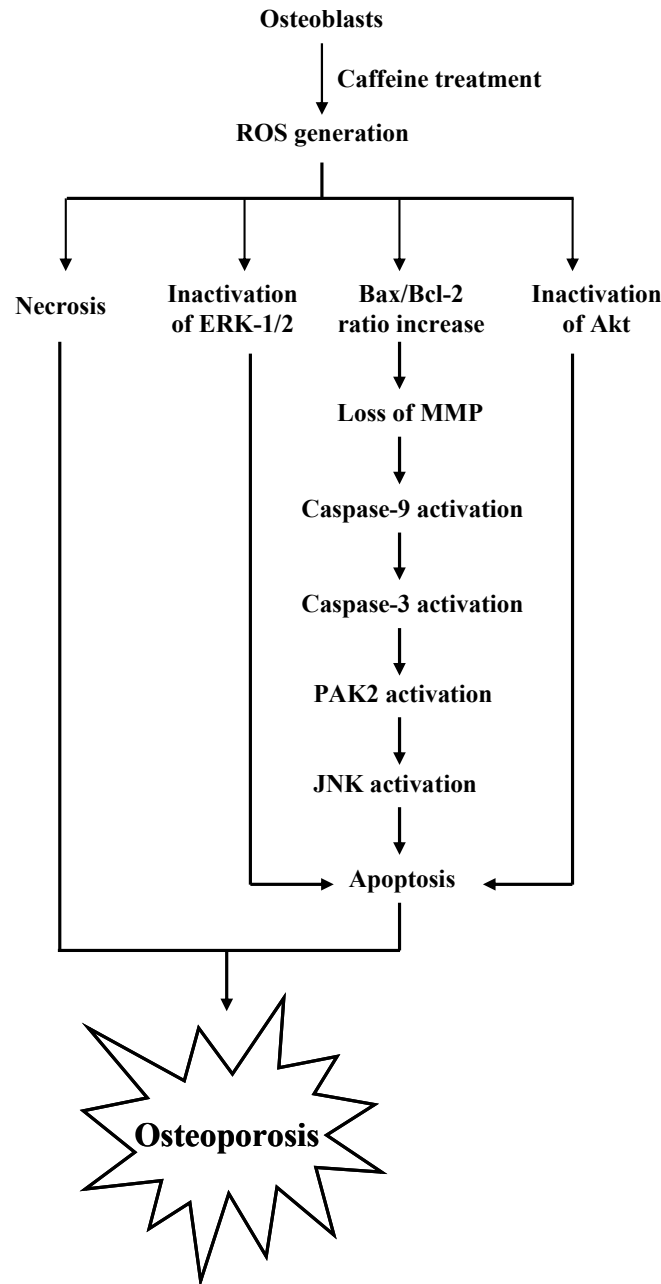 Osteoblasts
Caffeine treatment
ROS generation
Necrosis
Inactivation
of ERK-1/2
Bax/Bcl-2
ratio increase
Inactivation
of Akt
Loss of MMP
Caspase-9 activation
Caspase-3 activation
PAK2 activation
JNK activation
Apoptosis
Osteoporosis